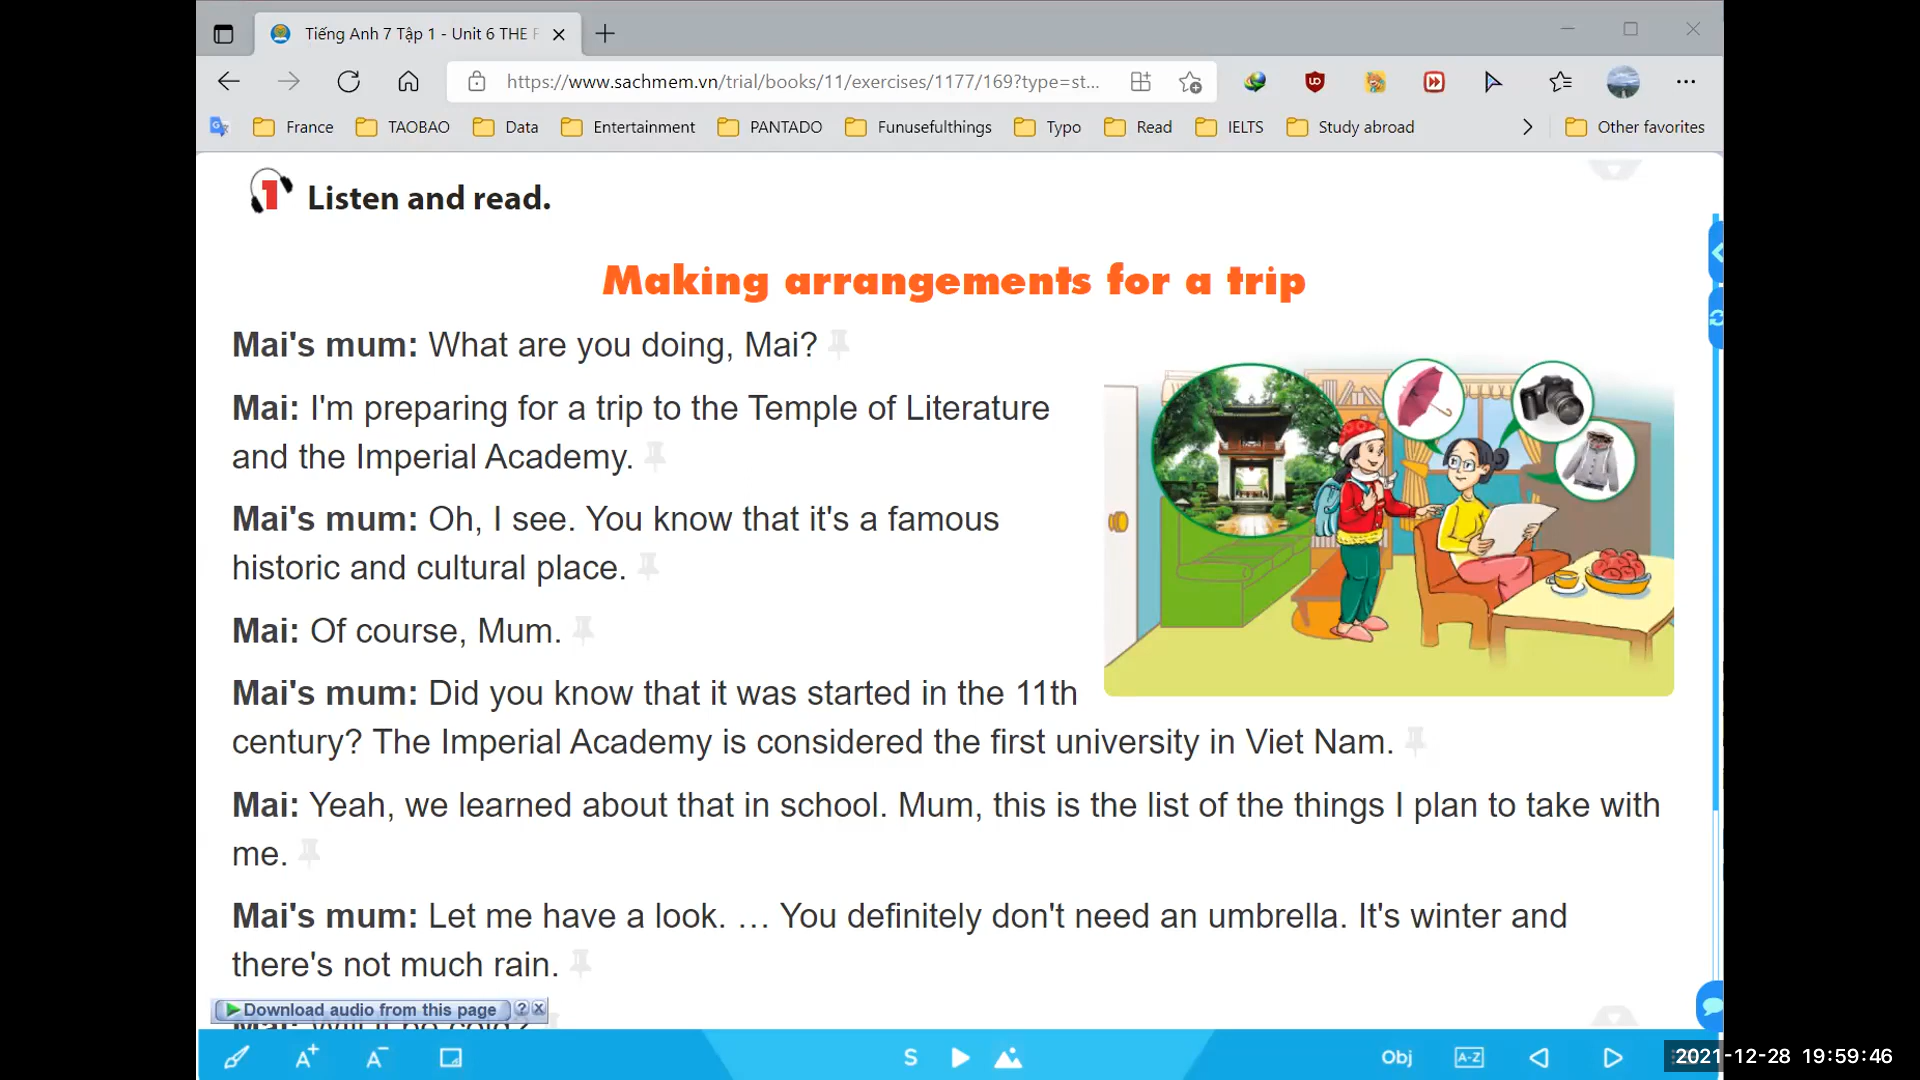 Tiếng Anh 7 Tập 1 - Unit 6 THE F
https://www.sachmem.vn/trial/books/11/exercises/1177/169?type=st...
France TAOBAO Data Entertainment PANTADO Funusefulthings Typo Read IELTS Study abroad Other favorites
1 Listen and read.
Making arrangements for a trip
Mai's mum: What are you doing, Mai?
Mai: I'm preparing for a trip to the Temple of Literature
and the Imperial Academy.
Mai's mum: Oh, I see. You know that it's a famous
historic and cultural place.
Mai: Of course, Mum.
Mai's mum: Did you know that it was started in the 11th
century? The Imperial Academy is considered the first university in Viet Nam.
Mai: Yeah, we learned about that in school. Mum, this is the list of the things I plan to take with
me.
Mai's mum: Let me have a look. … You definitely don't need an umbrella. It's winter and
there's not much rain.
Download audio from this page
Mai: Will it be cold?
S Obj A-Z
2021-12-28 19:59:46